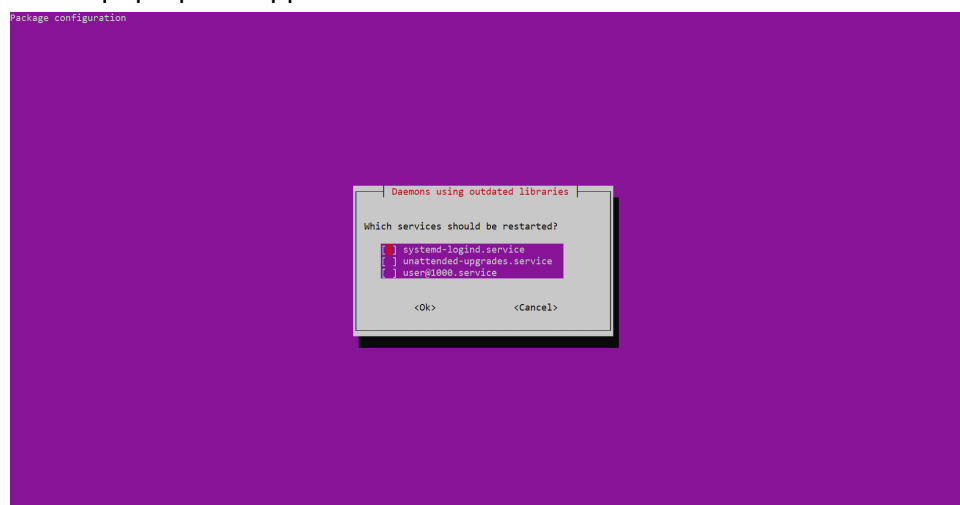 Package configuration
Daemons using outdated libraries
Which services should be restarted?
[ ] systemd-logind.service
[ ] unattended-upgrades.service
[ ] user@1000.service
<Ok> <Cancel>